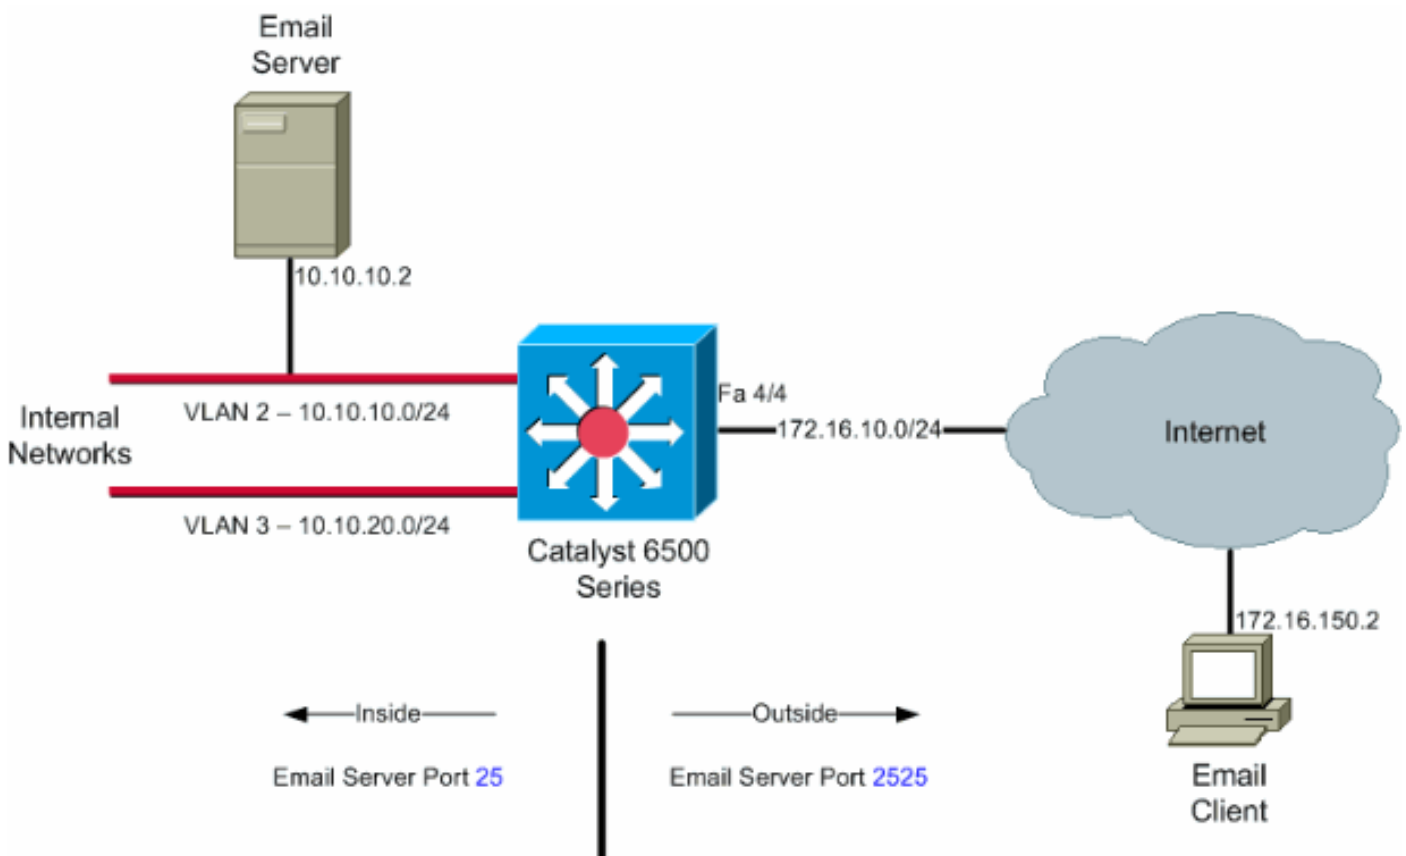 Email
Server
10.10.10.2
Internal
Networks
VLAN 2 – 10.10.10.0/24
VLAN 3 – 10.10.20.0/24
Fa 4/4
172.16.10.0/24
Internet
Catalyst 6500
Series
172.16.150.2
Inside
Outside
Email Server Port 25
Email Server Port 2525
Email
Client